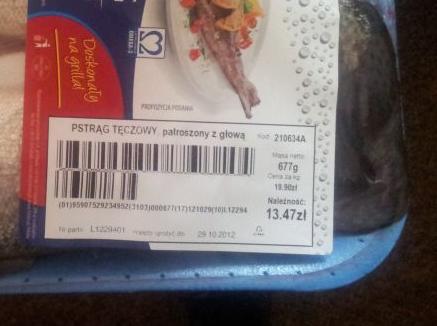 Doskonały
na grilla!
OMEGA-3
PROPOZYCJA PODANIA
PSTRĄG TĘCZOWY, patroszony z głową
Kod: 210634A
Masa netto:
677g
Cena za kg:
19.90zł
Należność:
13.47zł
(01)95907529234952(3103)000677(17)121029(10)L12294
Nr partii: L1229401
należy spożyć do: 29.10.2012